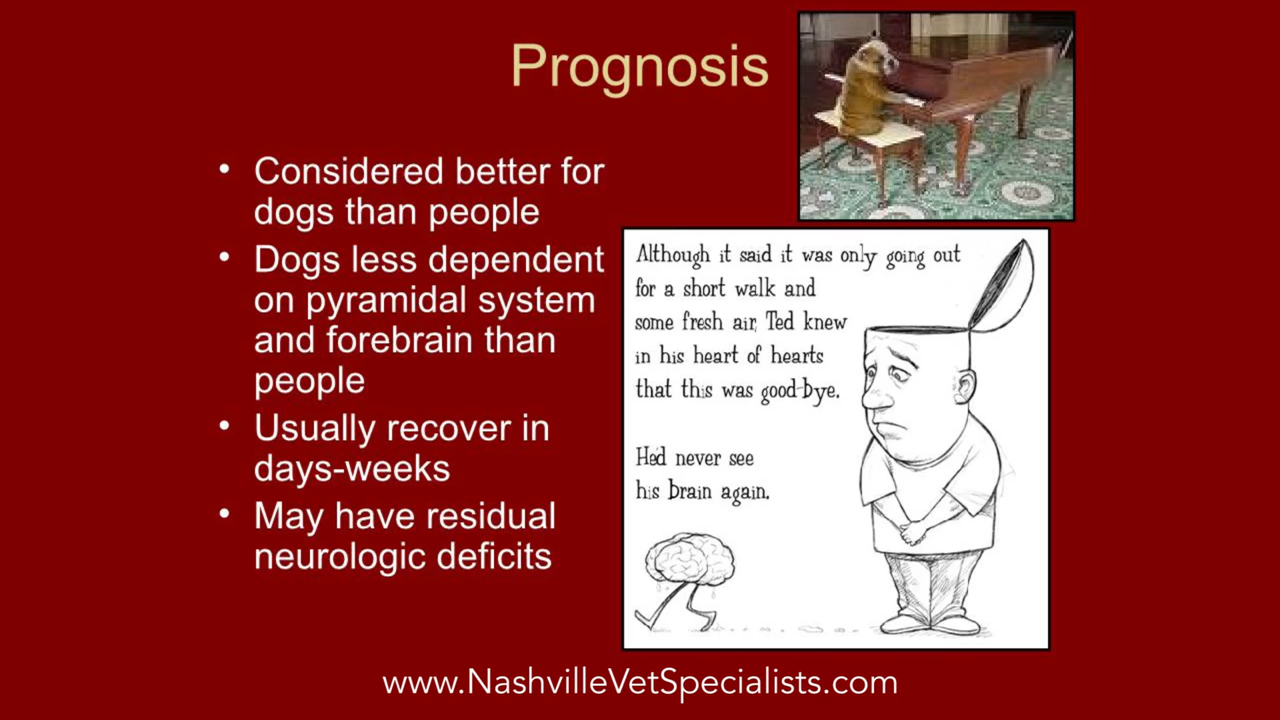 Prognosis
• Considered better for
dogs than people
• Dogs less dependent
on pyramidal system
and forebrain than
people
• Usually recover in
days-weeks
• May have residual
neurologic deficits
Although it said it was only going out
for a short walk and
some fresh air, Ted knew
in his heart of hearts
that this was good-bye.
He'd never see
his brain again.
www.NashvilleVetSpecialists.com